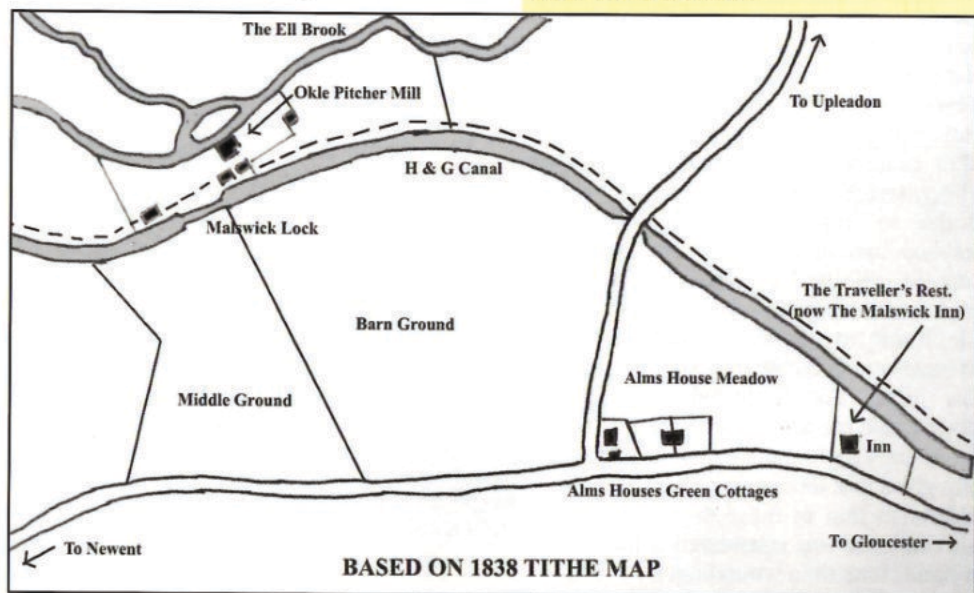 The Ell Brook
Okle Pitcher Mill
To Upleadon
H & G Canal
Malswick Lock
The Traveller's Rest.
(now The Malswick Inn)
Barn Ground
Alms House Meadow
Middle Ground
Inn
Alms Houses Green Cottages
To Newent
To Gloucester
BASED ON 1838 TITHE MAP